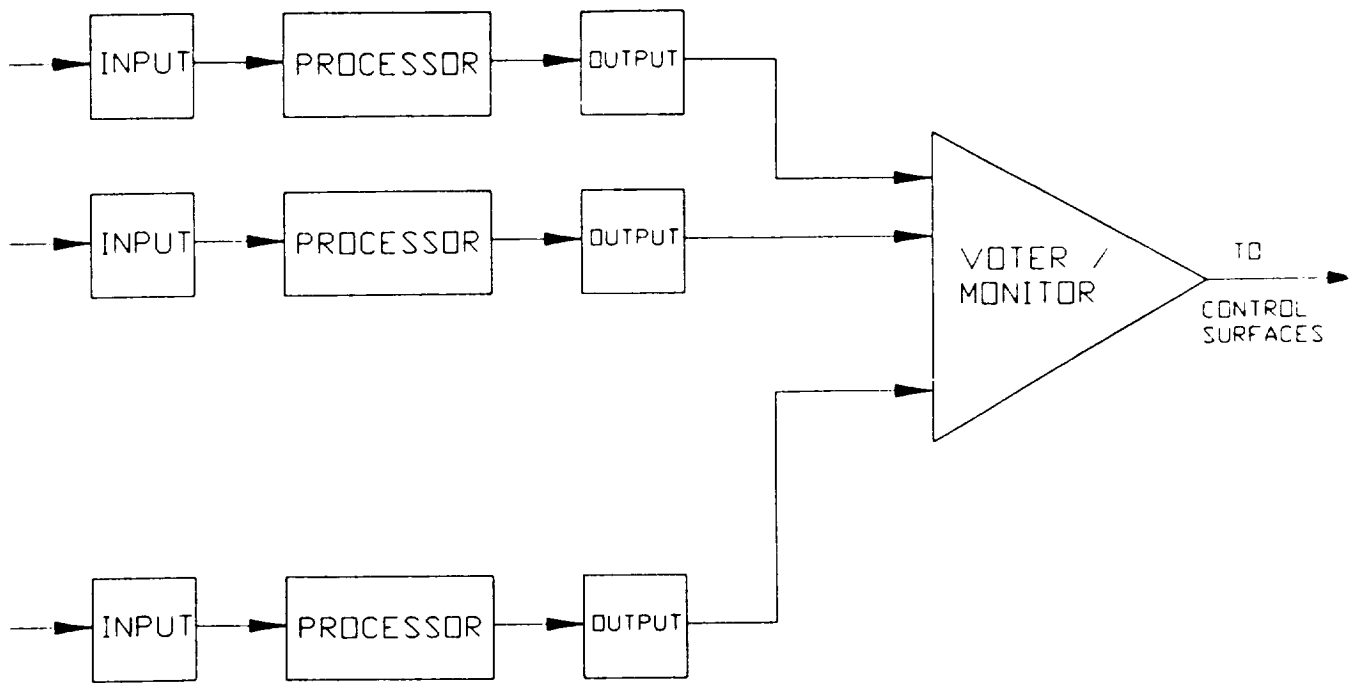 INPUT
PROCESSOR
OUTPUT
INPUT
PROCESSOR
OUTPUT
VOTER /
MONITOR
TO
CONTROL
SURFACES
INPUT
PROCESSOR
OUTPUT